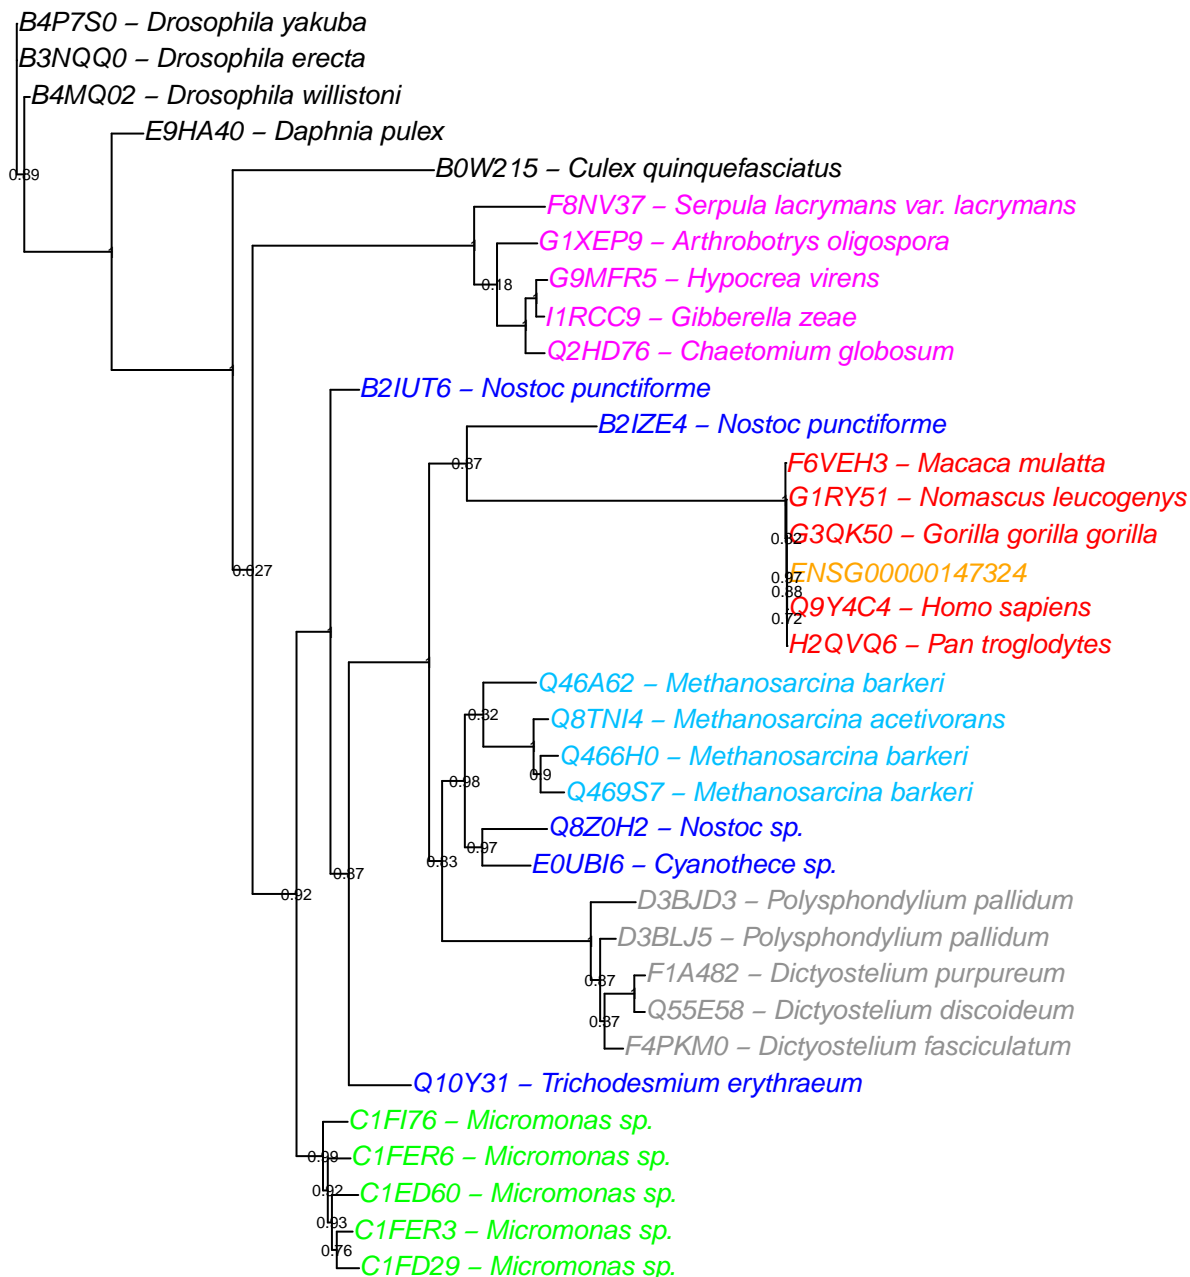 B4P7S0 – Drosophila yakuba
B3NQQ0 – Drosophila erecta
B4MQ02 – Drosophila willistoni
E9HA40 – Daphnia pulex
B0W215 – Culex quinquefasciatus
0.89
F8NV37 – Serpula lacrymans var. lacrymans
G1XEP9 – Arthrobotrys oligospora
G9MFR5 – Hypocrea virens
0.18
I1RCC9 – Gibberella zeae
Q2HD76 – Chaetomium globosum
B2IUT6 – Nostoc punctiforme
B2IZE4 – Nostoc punctiforme
F6VEH3 – Macaca mulatta
0.87
G1RY51 – Nomascus leucogenys
G3QK50 – Gorilla gorilla gorilla
0.82
ENSG00000147324
0.027
0.97
0.88
Q9Y4C4 – Homo sapiens
0.72
H2QVQ6 – Pan troglodytes
Q46A62 – Methanosarcina barkeri
0.82
Q8TNI4 – Methanosarcina acetivorans
Q466H0 – Methanosarcina barkeri
0.9
0.98
Q469S7 – Methanosarcina barkeri
Q8Z0H2 – Nostoc sp.
0.97
0.83
E0UBI6 – Cyanothece sp.
0.87
0.92
D3BJD3 – Polysphondylium pallidum
D3BLJ5 – Polysphondylium pallidum
F1A482 – Dictyostelium purpureum
0.87
Q55E58 – Dictyostelium discoideum
0.87
F4PKM0 – Dictyostelium fasciculatum
Q10Y31 – Trichodesmium erythraeum
C1FI76 – Micromonas sp.
0.99
C1FER6 – Micromonas sp.
0.92
C1ED60 – Micromonas sp.
0.93
C1FER3 – Micromonas sp.
0.76
C1FD29 – Micromonas sp.